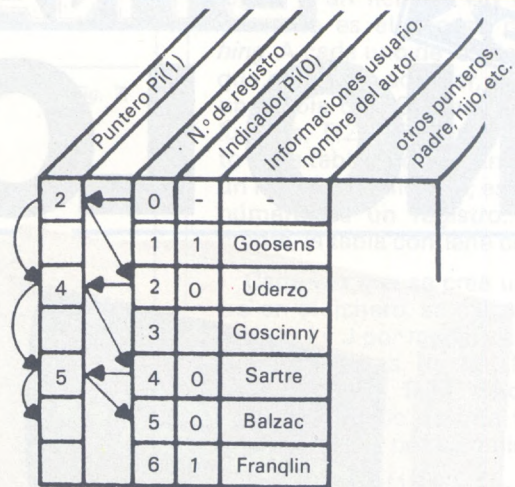 Puntero Pi(1)
N.º de registro
Indicador Pi(0)
Informaciones usuario,
nombre del autor
otros punteros,
padre, hijo, etc.
2 0 - -
1 1 Goosens
4 2 0 Uderzo
3 Goscinny
5 4 0 Sartre
5 0 Balzac
6 1 Franqlin